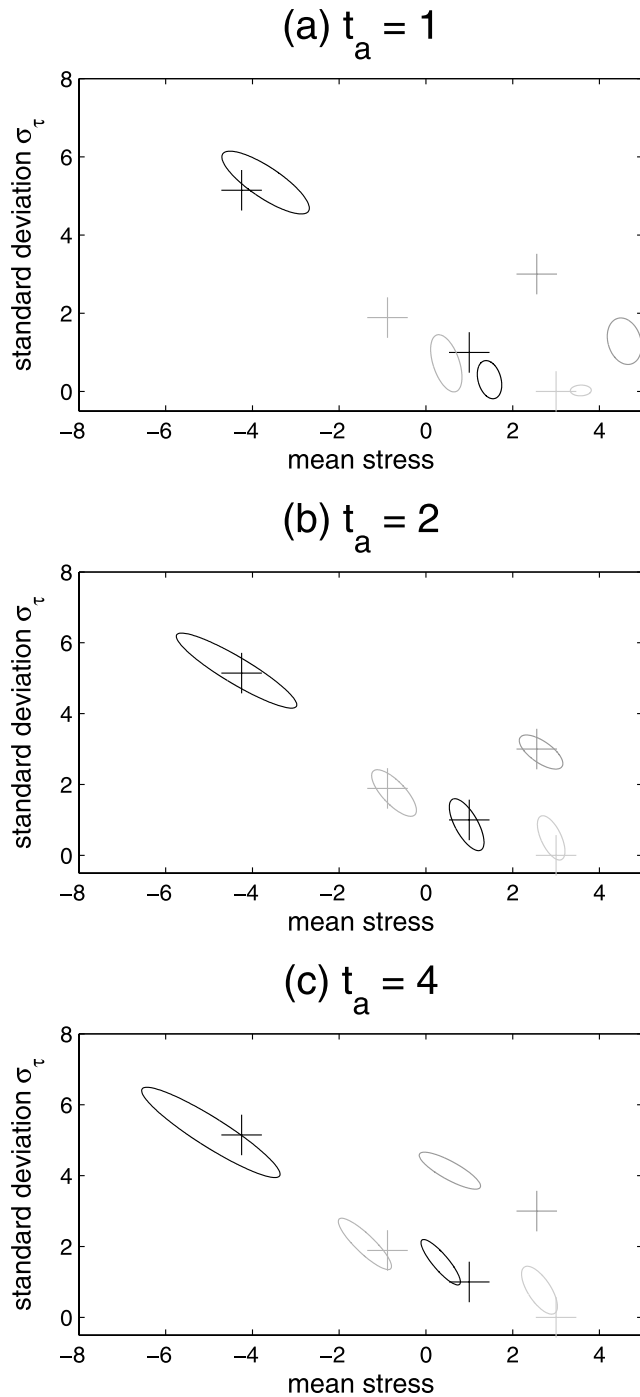 (a) t_a = 1
standard deviation σ_τ
8
6
4
2
0
−8 −6 −4 −2 0 2 4
mean stress
(b) t_a = 2
standard deviation σ_τ
8
6
4
2
0
−8 −6 −4 −2 0 2 4
mean stress
(c) t_a = 4
standard deviation σ_τ
8
6
4
2
0
−8 −6 −4 −2 0 2 4
mean stress